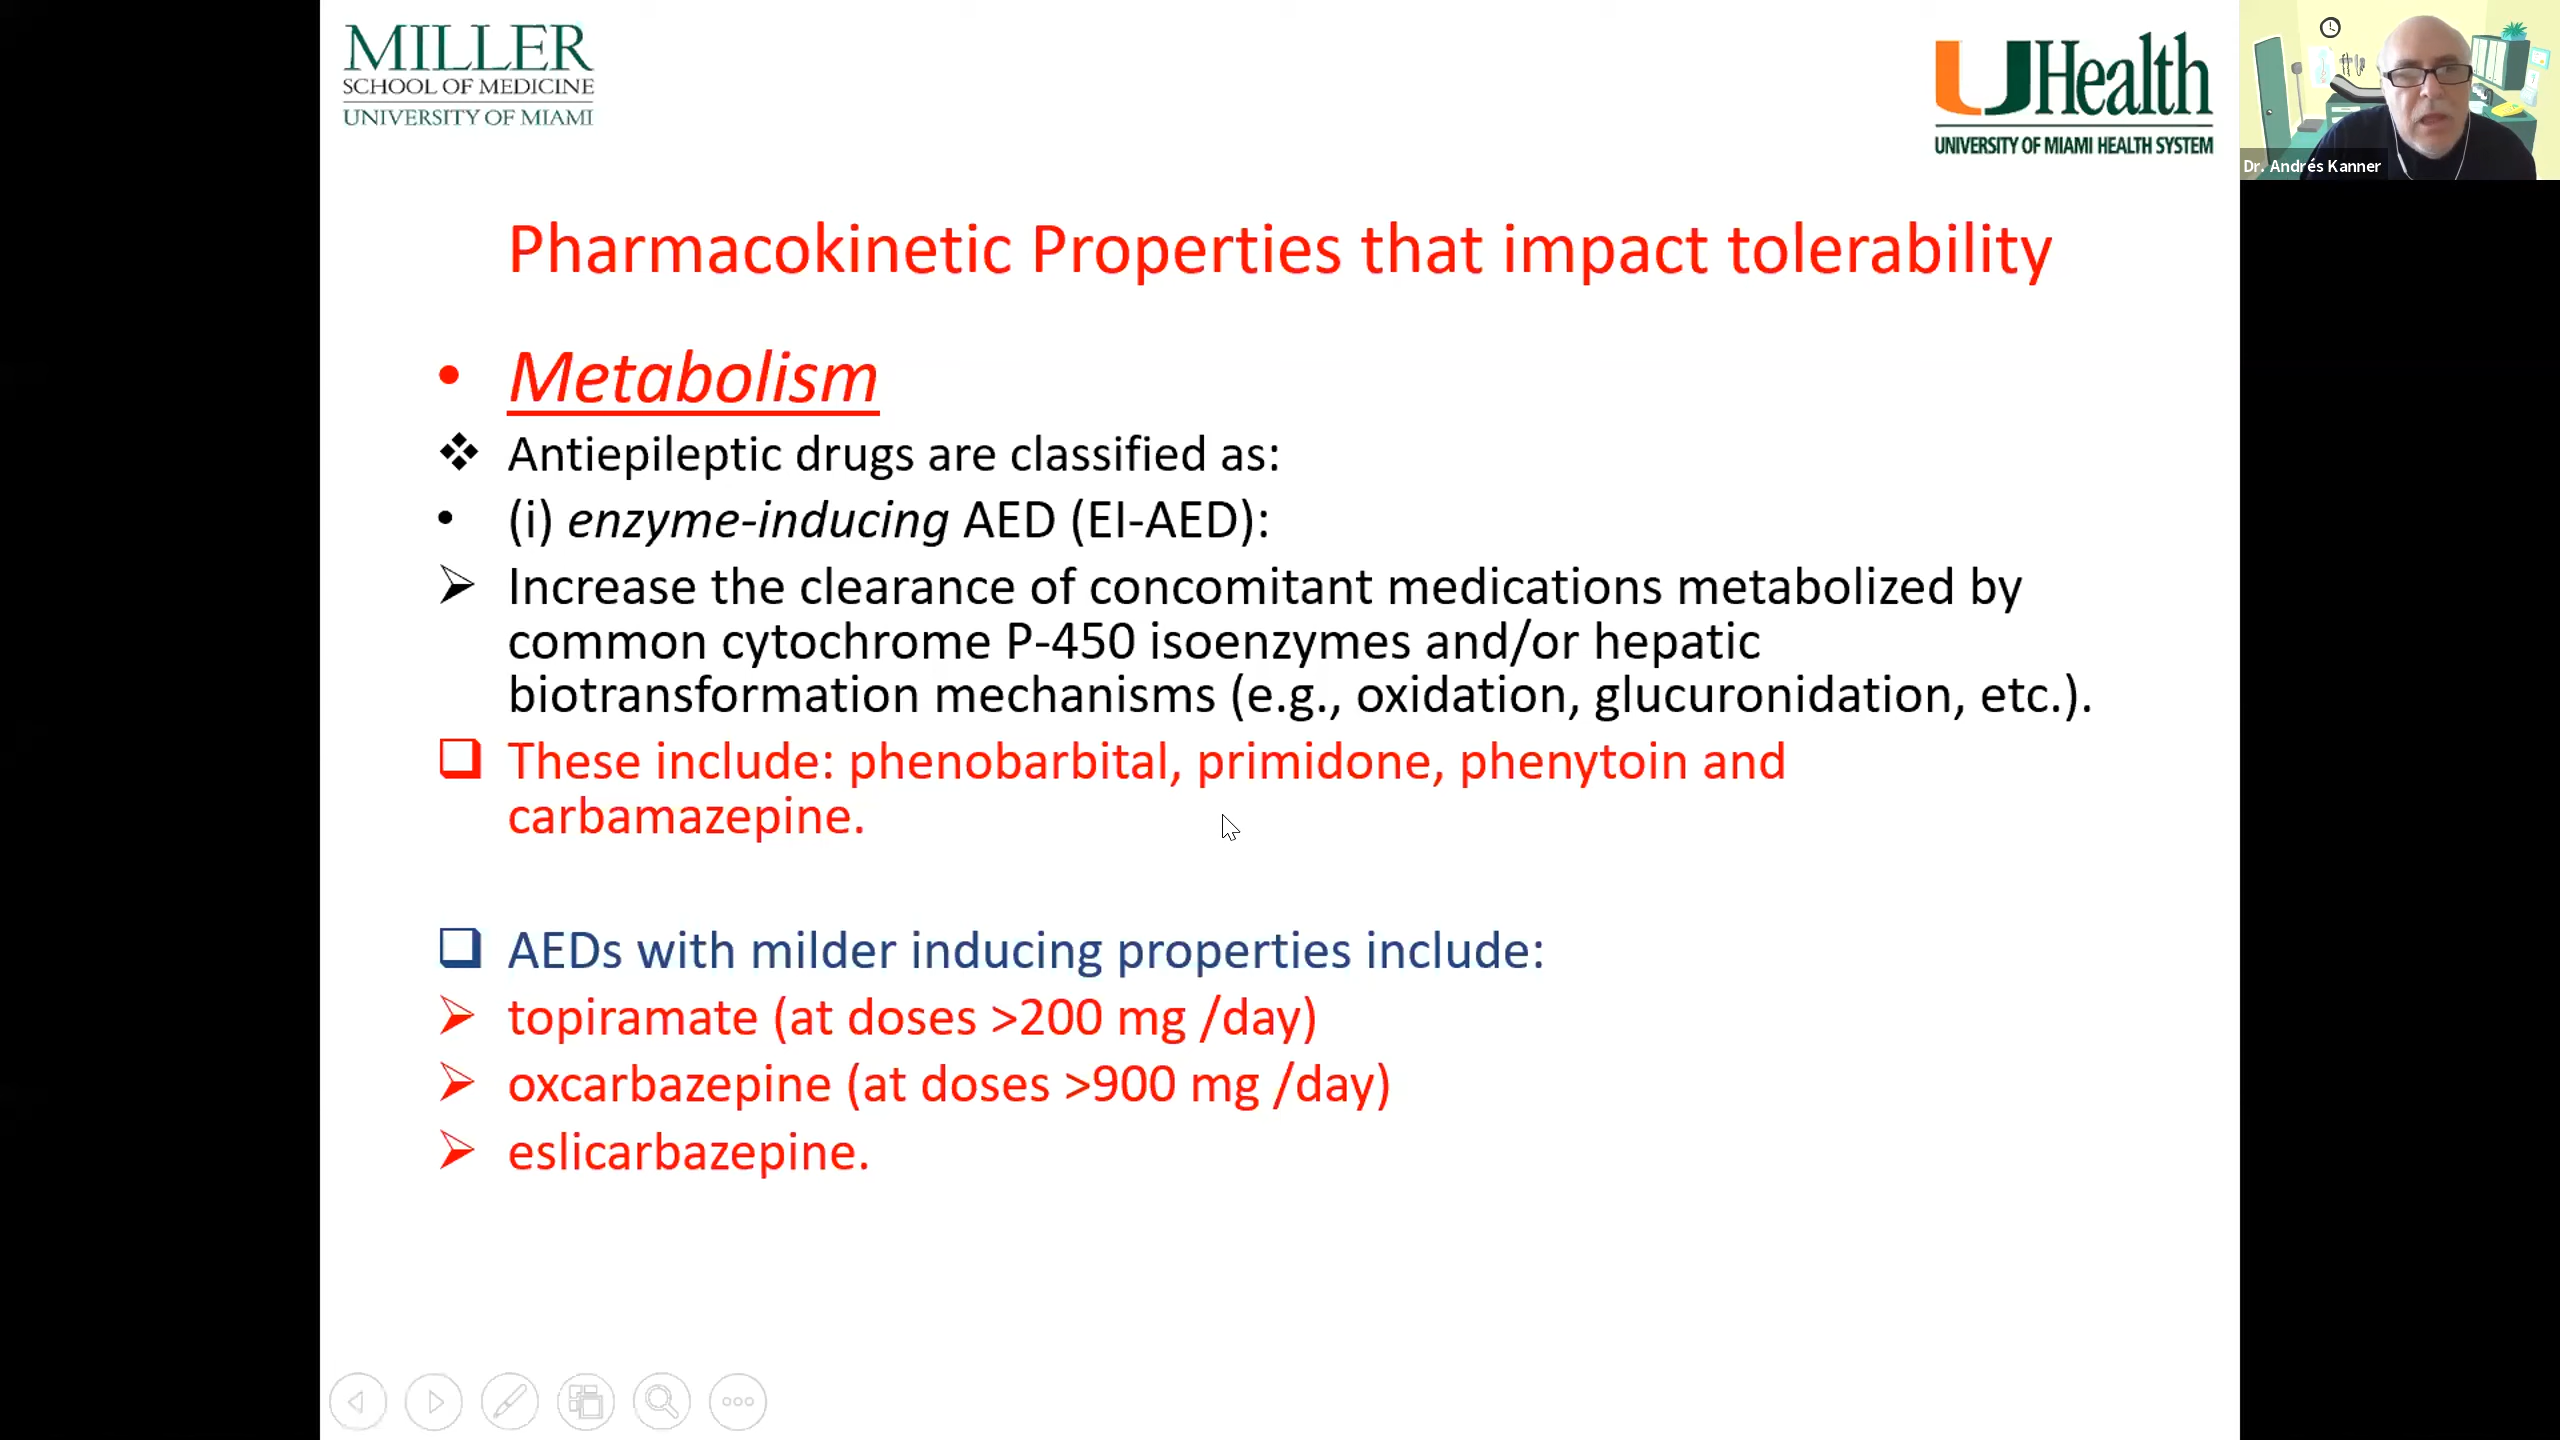 MILLER
SCHOOL OF MEDICINE
UNIVERSITY OF MIAMI
UHealth
UNIVERSITY OF MIAMI HEALTH SYSTEM
Dr. Andrés Kanner
Pharmacokinetic Properties that impact tolerability
• Metabolism
❖ Antiepileptic drugs are classified as:
• (i) enzyme-inducing AED (EI-AED):
➢ Increase the clearance of concomitant medications metabolized by
common cytochrome P-450 isoenzymes and/or hepatic
biotransformation mechanisms (e.g., oxidation, glucuronidation, etc.).
❑ These include: phenobarbital, primidone, phenytoin and
carbamazepine.
❑ AEDs with milder inducing properties include:
➢ topiramate (at doses >200 mg /day)
➢ oxcarbazepine (at doses >900 mg /day)
➢ eslicarbazepine.